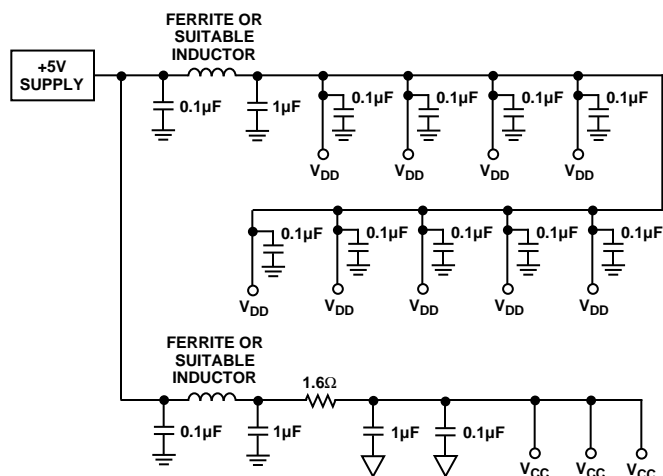 FERRITE OR
SUITABLE
INDUCTOR
+5V
SUPPLY
0.1µF
1µF
0.1µF
0.1µF
0.1µF
0.1µF
VDD
VDD
VDD
VDD
0.1µF
0.1µF
0.1µF
0.1µF
0.1µF
VDD
VDD
VDD
VDD
VDD
FERRITE OR
SUITABLE
INDUCTOR
1.6Ω
0.1µF
1µF
1µF
0.1µF
VCC
VCC
VCC